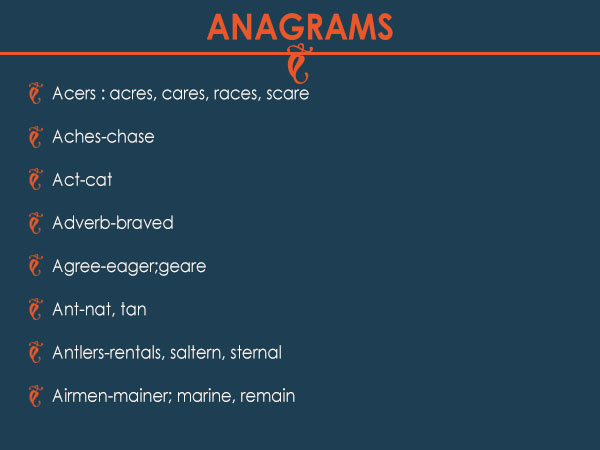 ANAGRAMS
Acers : acres, cares, races, scare
Aches-chase
Act-cat
Adverb-braved
Agree-eager;geare
Ant-nat, tan
Antlers-rentals, saltern, sternal
Airmen-mainer; marine, remain